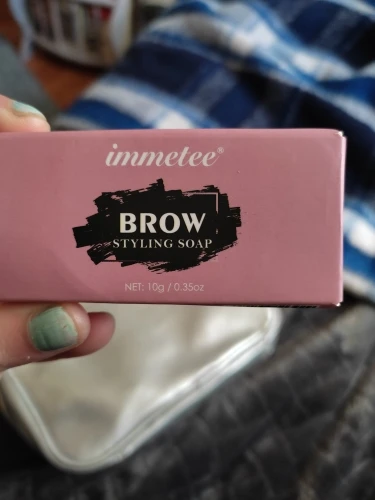 immetee®
BROW
STYLING SOAP
NET: 10g / 0.35oz